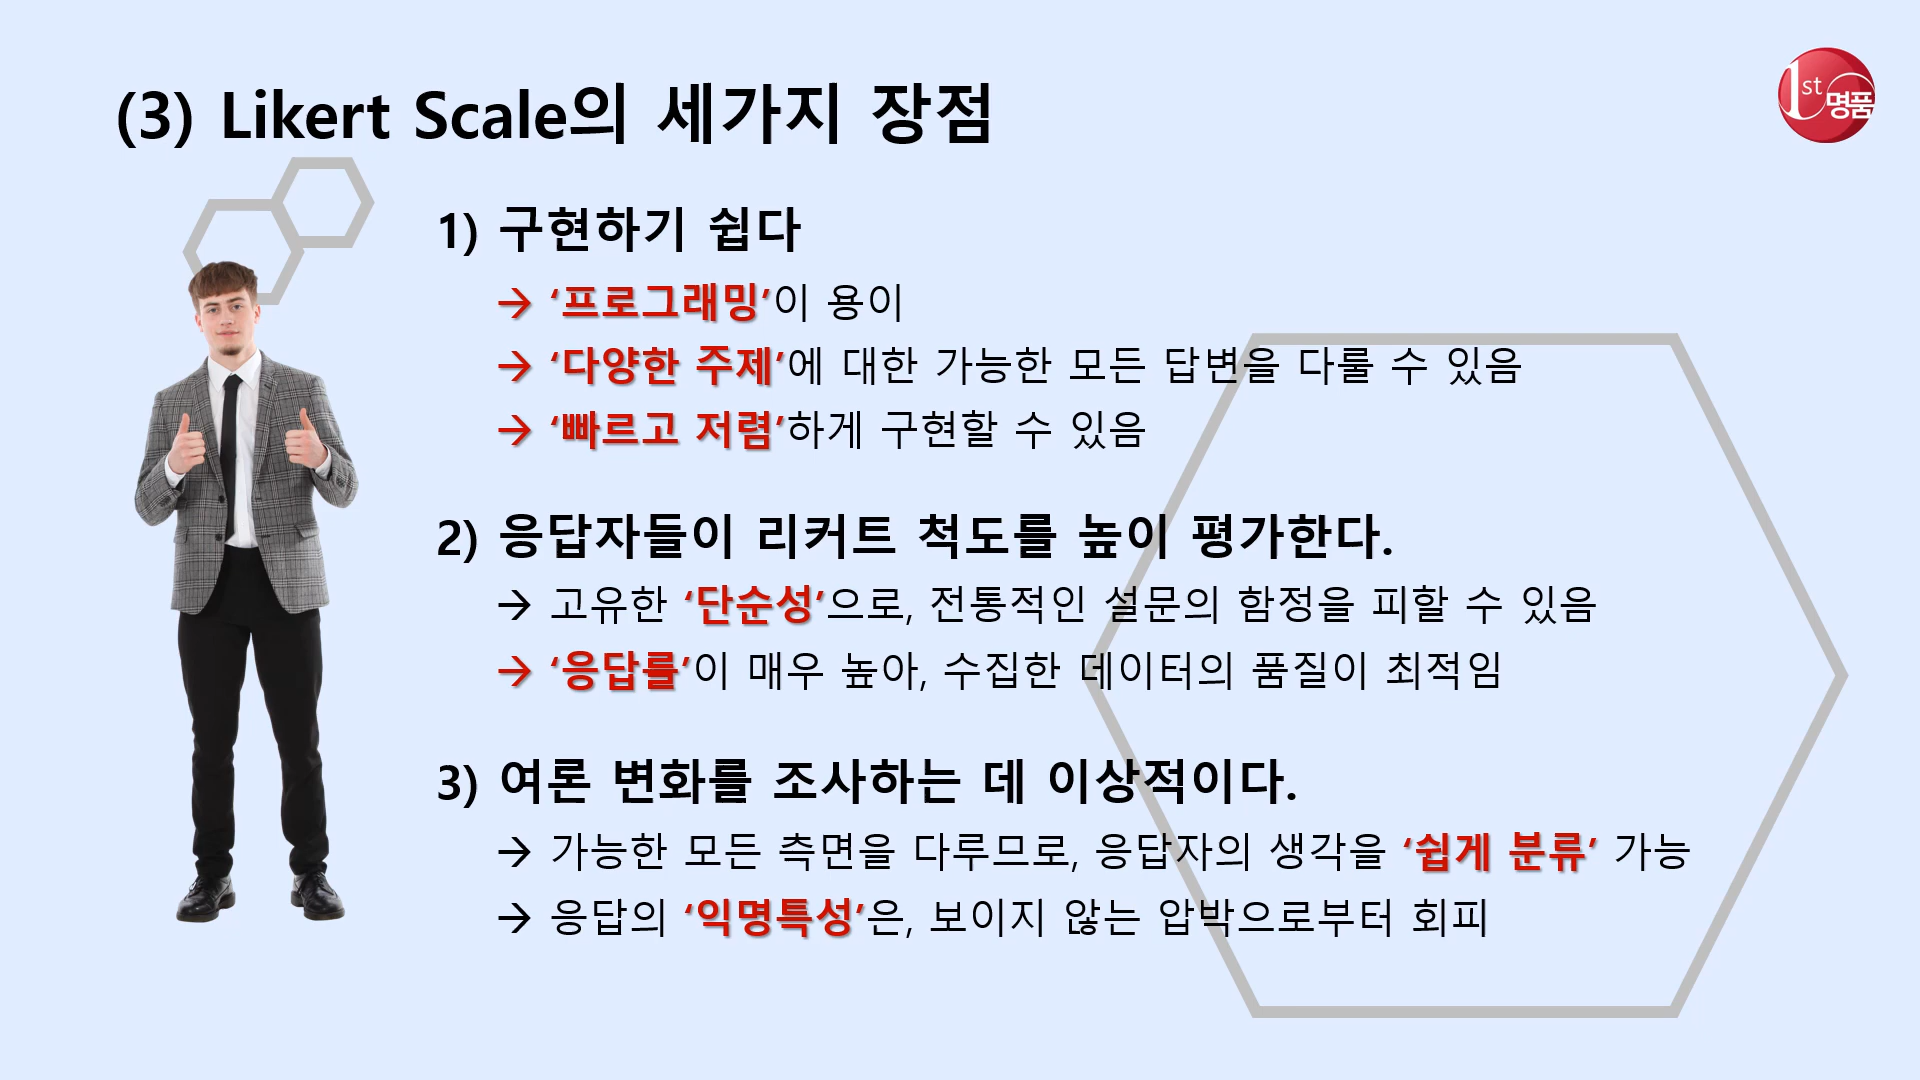 (3) Likert Scale의 세가지 장점
1st 명품
1) 구현하기 쉽다
→ ‘프로그래밍’이 용이
→ ‘다양한 주제’에 대한 가능한 모든 답변을 다룰 수 있음
→ ‘빠르고 저렴’하게 구현할 수 있음
2) 응답자들이 리커트 척도를 높이 평가한다.
→ 고유한 ‘단순성’으로, 전통적인 설문의 함정을 피할 수 있음
→ ‘응답률’이 매우 높아, 수집한 데이터의 품질이 최적임
3) 여론 변화를 조사하는 데 이상적이다.
→ 가능한 모든 측면을 다루므로, 응답자의 생각을 ‘쉽게 분류’ 가능
→ 응답의 ‘익명특성’은, 보이지 않는 압박으로부터 회피